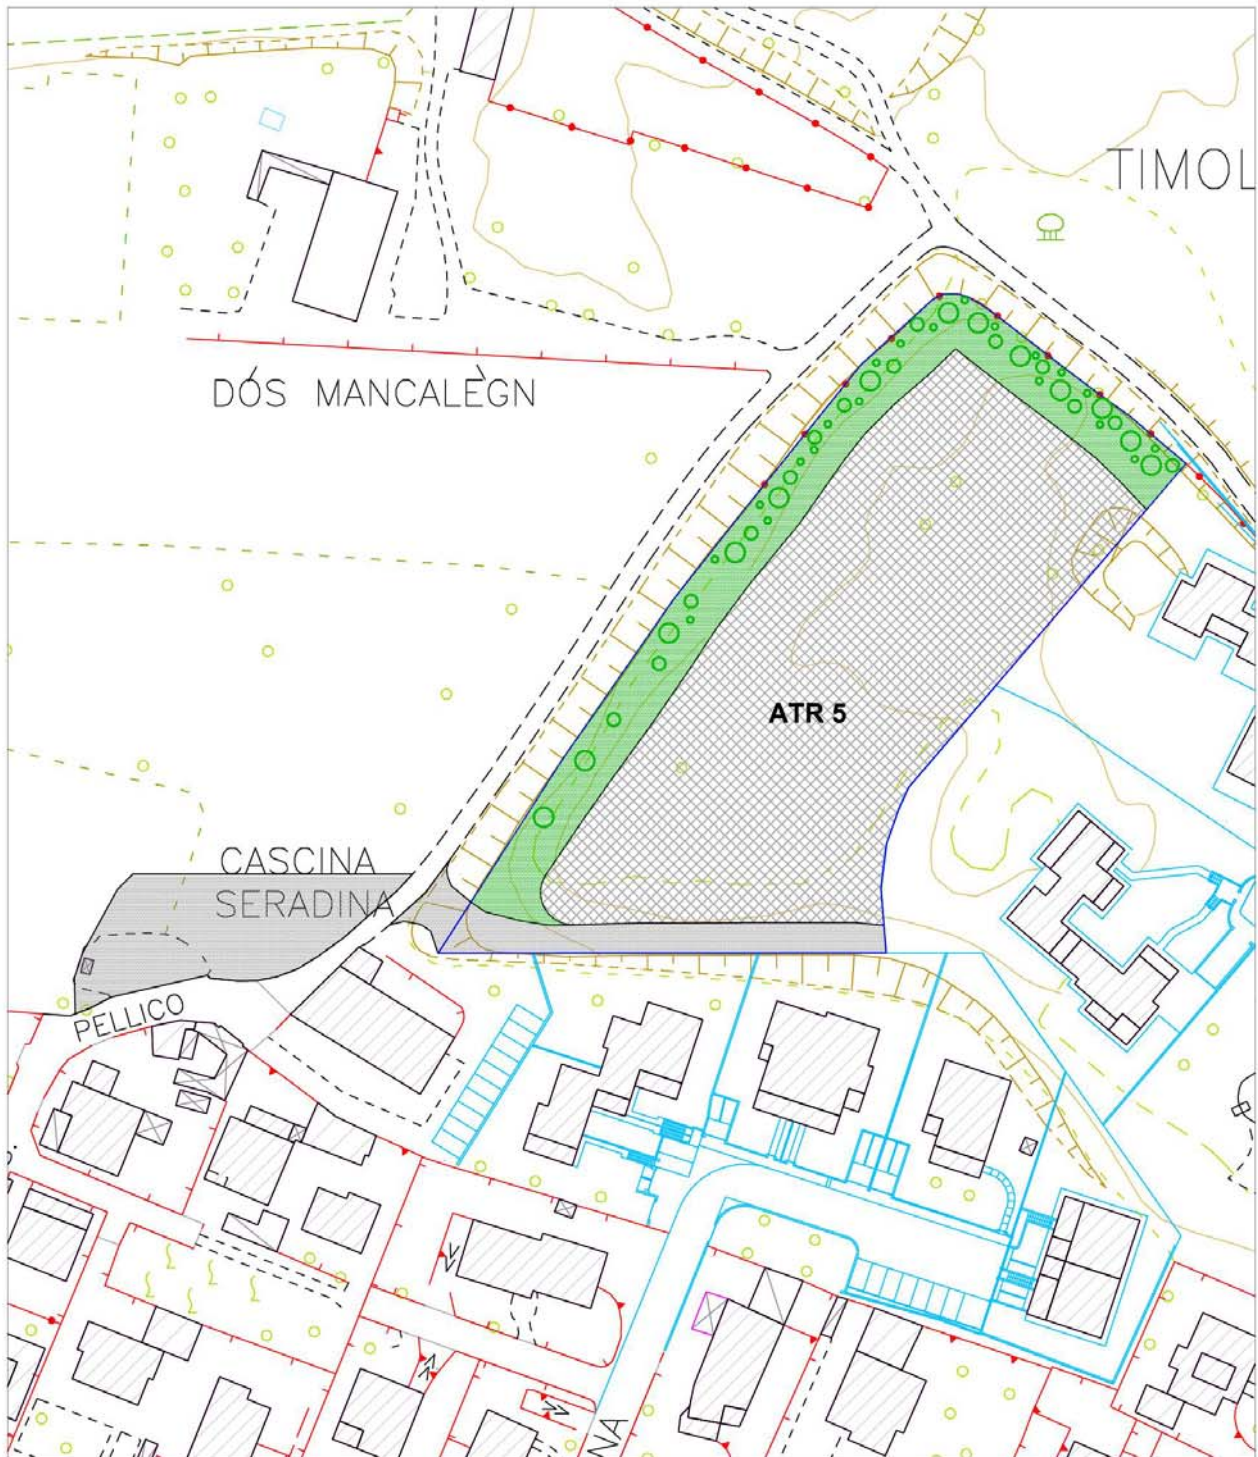 TIMOL
DÓS MANCALÈGN
ATR 5
CASCINA
SERADINA
PELLICO
NA